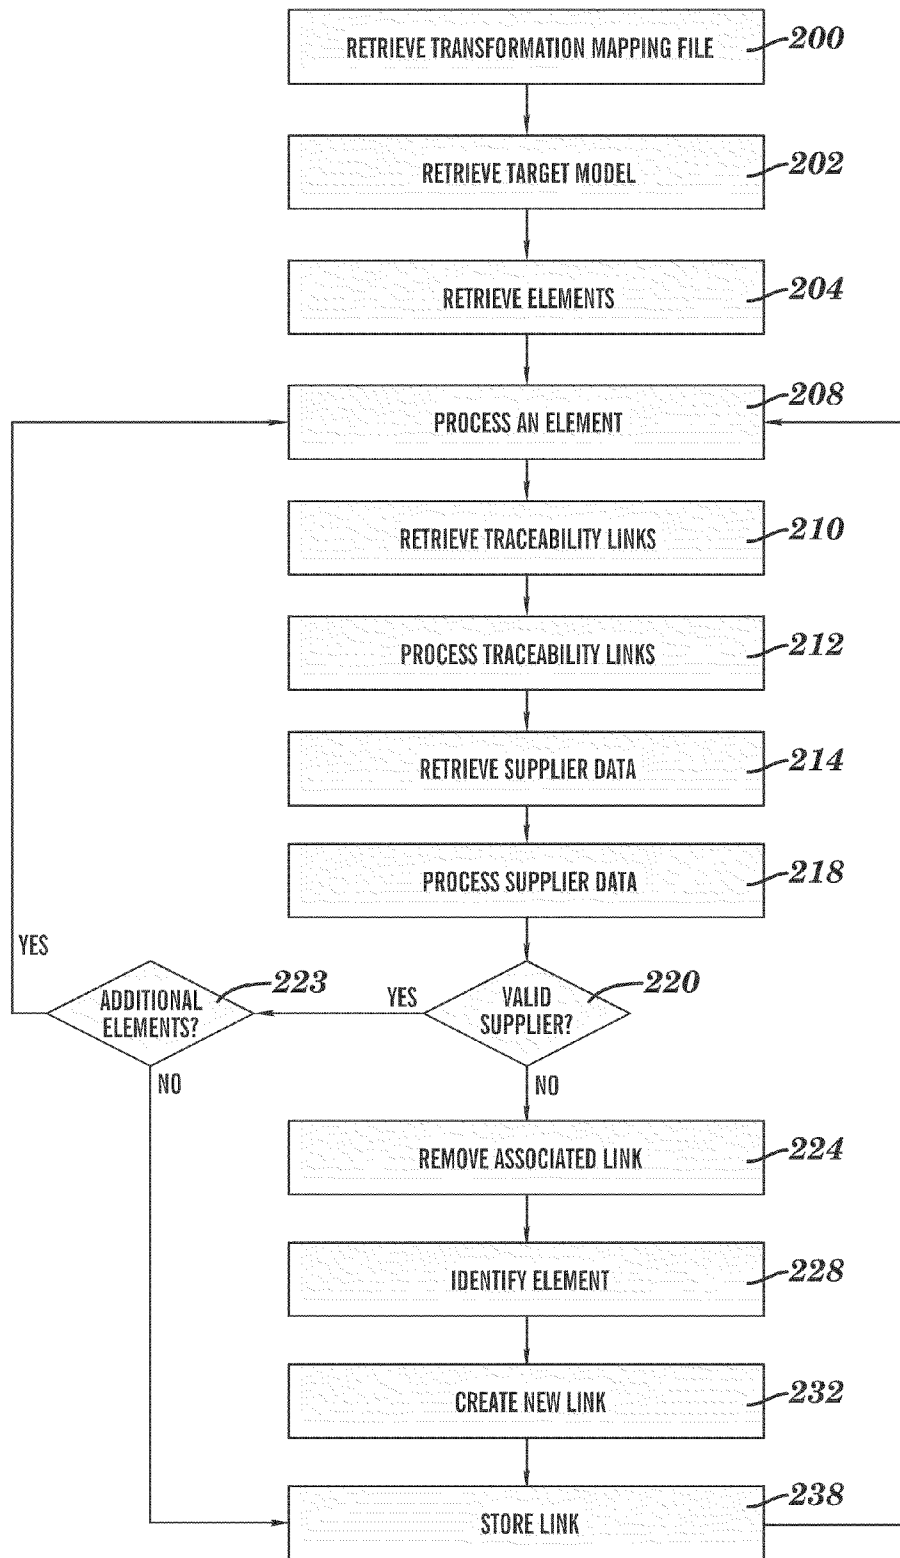 RETRIEVE TRANSFORMATION MAPPING FILE
200
RETRIEVE TARGET MODEL
202
RETRIEVE ELEMENTS
204
PROCESS AN ELEMENT
208
RETRIEVE TRACEABILITY LINKS
210
PROCESS TRACEABILITY LINKS
212
RETRIEVE SUPPLIER DATA
214
PROCESS SUPPLIER DATA
218
YES
ADDITIONAL
ELEMENTS?
223
YES
VALID
SUPPLIER?
220
NO
NO
REMOVE ASSOCIATED LINK
224
IDENTIFY ELEMENT
228
CREATE NEW LINK
232
STORE LINK
238